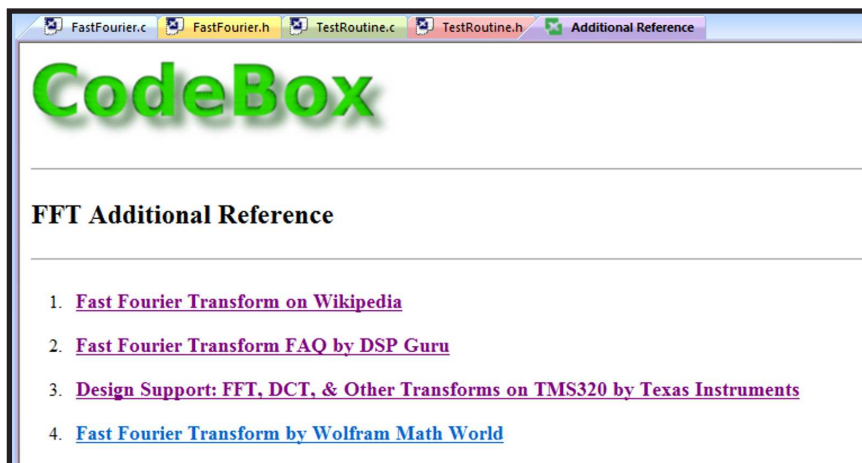 FastFourier.c FastFourier.h TestRoutine.c TestRoutine.h Additional Reference
CodeBox
FFT Additional Reference
1. Fast Fourier Transform on Wikipedia
2. Fast Fourier Transform FAQ by DSP Guru
3. Design Support: FFT, DCT, & Other Transforms on TMS320 by Texas Instruments
4. Fast Fourier Transform by Wolfram Math World